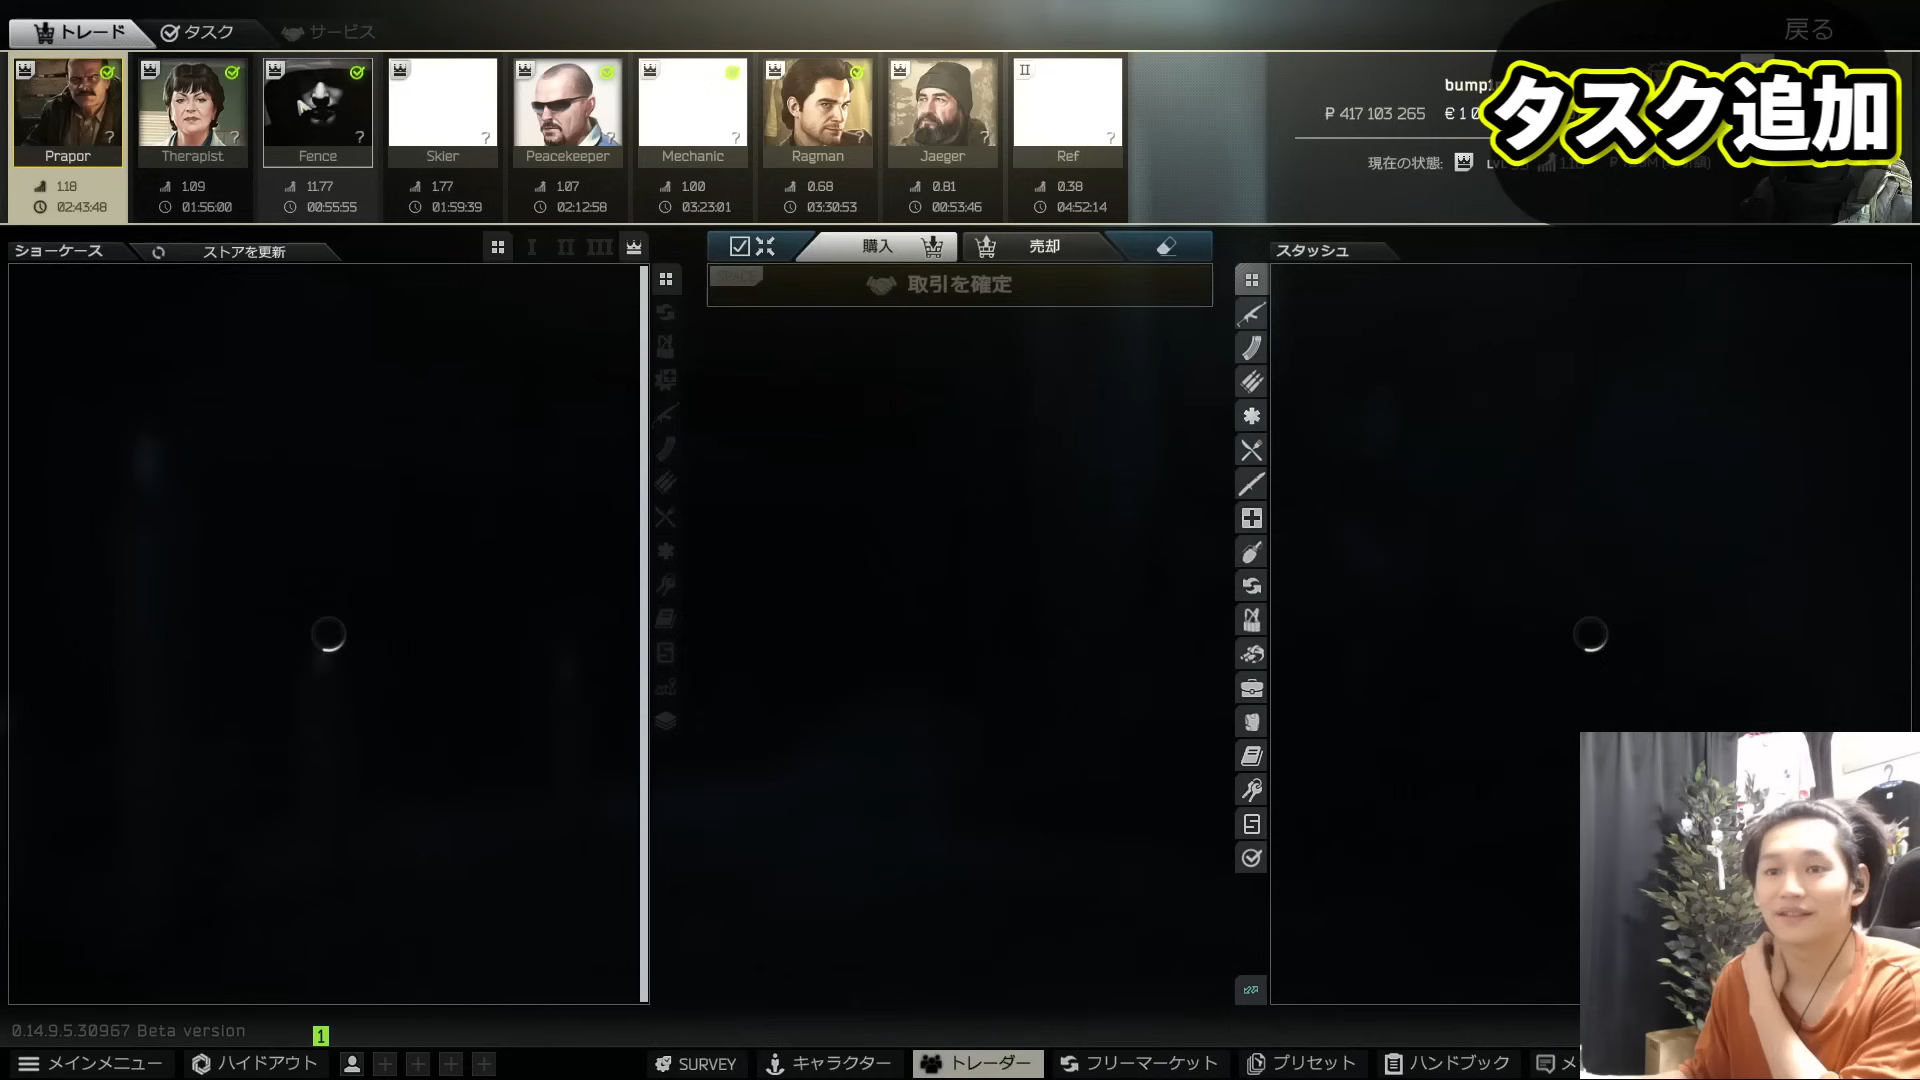 トレード
タスク
サービス
戻る
タスク追加
Prapor
Therapist
Fence
Skier
Peacekeeper
Mechanic
Ragman
Jaeger
Ref
II
1.18
1.09
11.77
1.77
1.07
1.00
0.68
0.81
0.38
02:43:48
01:56:00
00:55:55
01:59:39
02:12:58
03:23:01
03:30:53
00:53:46
04:52:14
₽ 417 103 265
現在の状態:
ショーケース
ストアを更新
I II III
購入
売却
スタッシュ
SPACE
取引を確定
0.14.9.5.30967 Beta version
1
メインメニュー
ハイドアウト
SURVEY
キャラクター
トレーダー
フリーマーケット
プリセット
ハンドブック